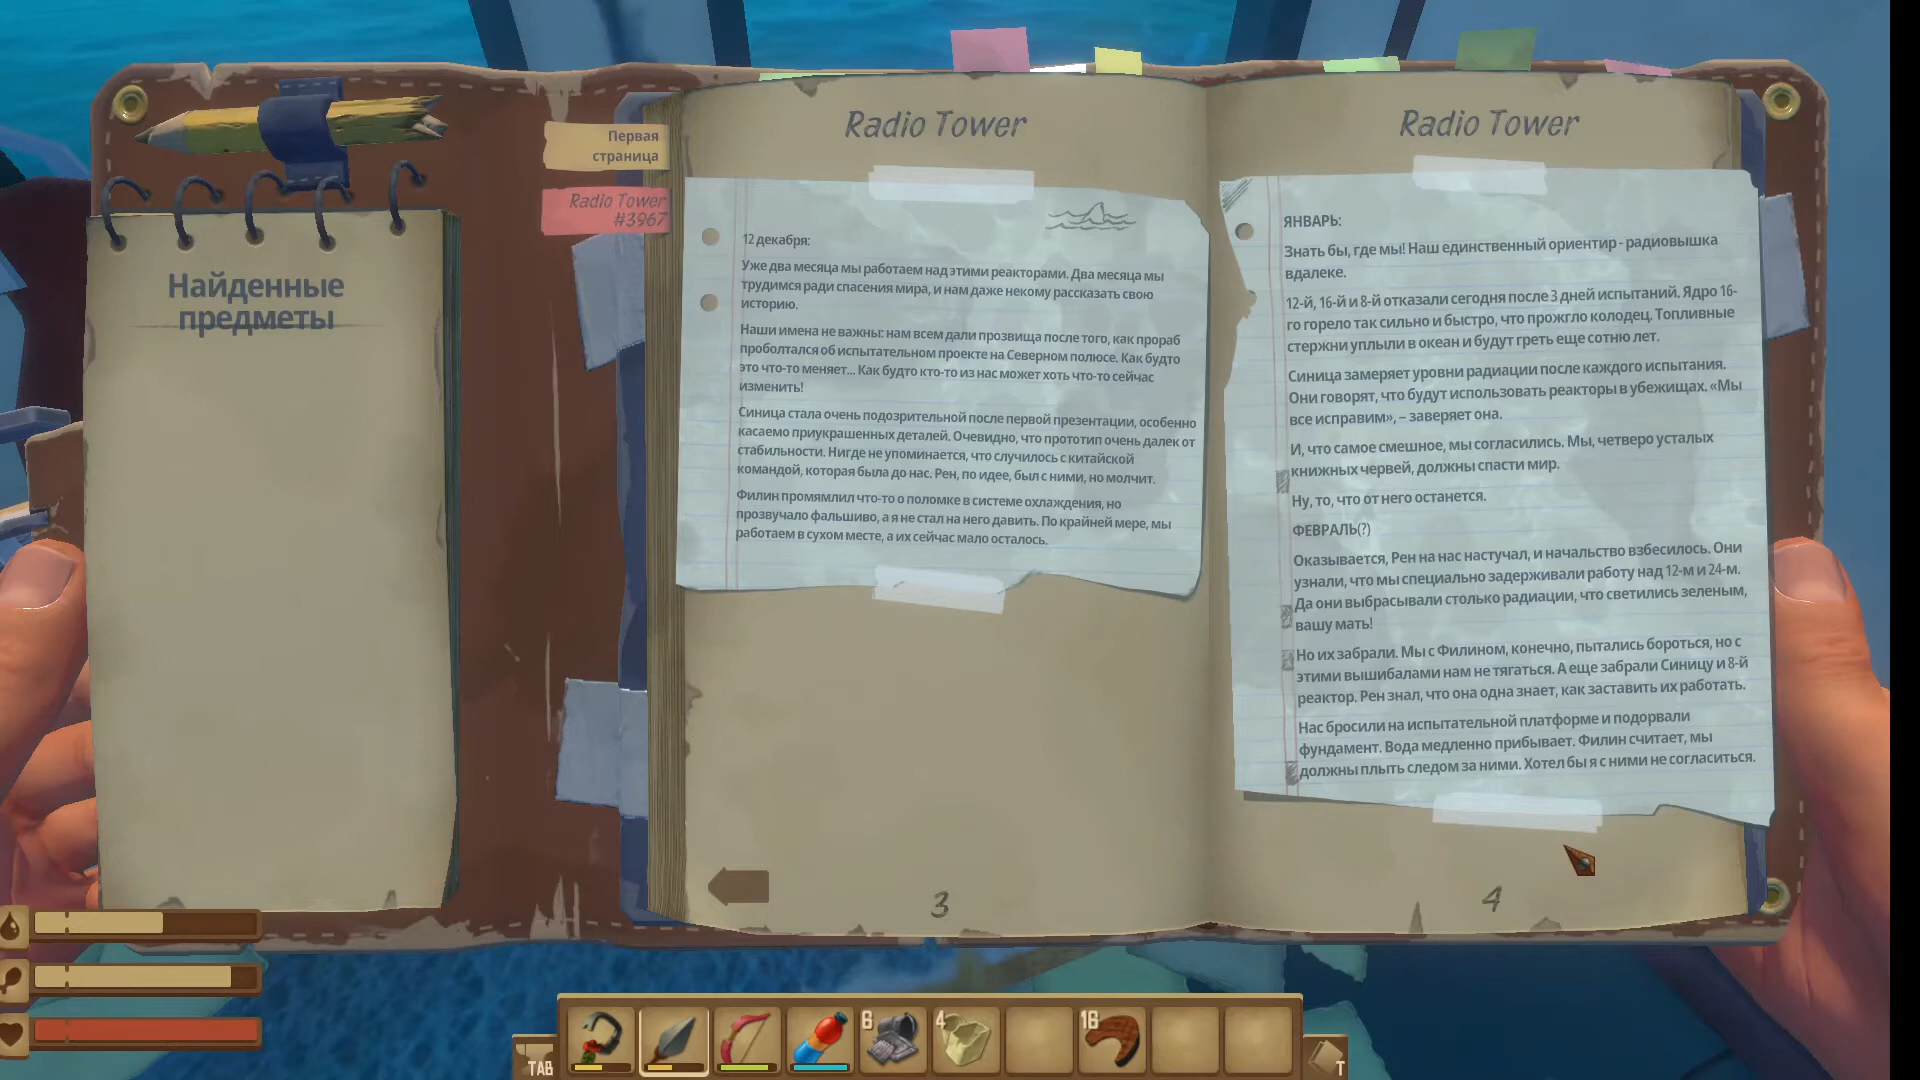 Найденные
предметы
Первая
страница
Radio Tower
#3967
Radio Tower
12 декабря:
Уже два месяца мы работаем над этими реакторами. Два месяца мы
трудимся ради спасения мира, и нам даже некому рассказать свою
историю.
Наши имена не важны: нам всем дали прозвища после того, как прораб
проболтался об испытательном проекте на Северном полюсе. Как будто
это что-то меняет... Как будто кто-то из нас может хоть что-то сейчас
изменить!
Синица стала очень подозрительной после первой презентации, особенно
касаемо приукрашенных деталей. Очевидно, что прототип очень далек от
стабильности. Нигде не упоминается, что случилось с китайской
командой, которая была до нас. Рен, по идее, был с ними, но молчит.
Филин промямлил что-то о поломке в системе охлаждения, но
прозвучало фальшиво, а я не стал на него давить. По крайней мере, мы
работаем в сухом месте, а их сейчас мало осталось.
3
Radio Tower
ЯНВАРЬ:
Знать бы, где мы! Наш единственный ориентир - радиовышка
вдалеке.
12-й, 16-й и 8-й отказали сегодня после 3 дней испытаний. Ядро 16-
го горело так сильно и быстро, что прожгло колодец. Топливные
стержни уплыли в океан и будут греть еще сотню лет.
Синица замеряет уровни радиации после каждого испытания.
Они говорят, что будут использовать реакторы в убежищах. «Мы
все исправим», – заверяет она.
И, что самое смешное, мы согласились. Мы, четверо усталых
книжных червей, должны спасти мир.
Ну, то, что от него останется.
ФЕВРАЛЬ(?)
Оказывается, Рен на нас настучал, и начальство взбесилось. Они
узнали, что мы специально задерживали работу над 12-м и 24-м.
Да они выбрасывали столько радиации, что светились зеленым,
вашу мать!
Но их забрали. Мы с Филином, конечно, пытались бороться, но с
этими вышибалами нам не тягаться. А еще забрали Синицу и 8-й
реактор. Рен знал, что она одна знает, как заставить их работать.
Нас бросили на испытательной платформе и подорвали
фундамент. Вода медленно прибывает. Филин считает, мы
должны плыть следом за ними. Хотел бы я с ними не согласиться.
4
TAB
6
4
16
T